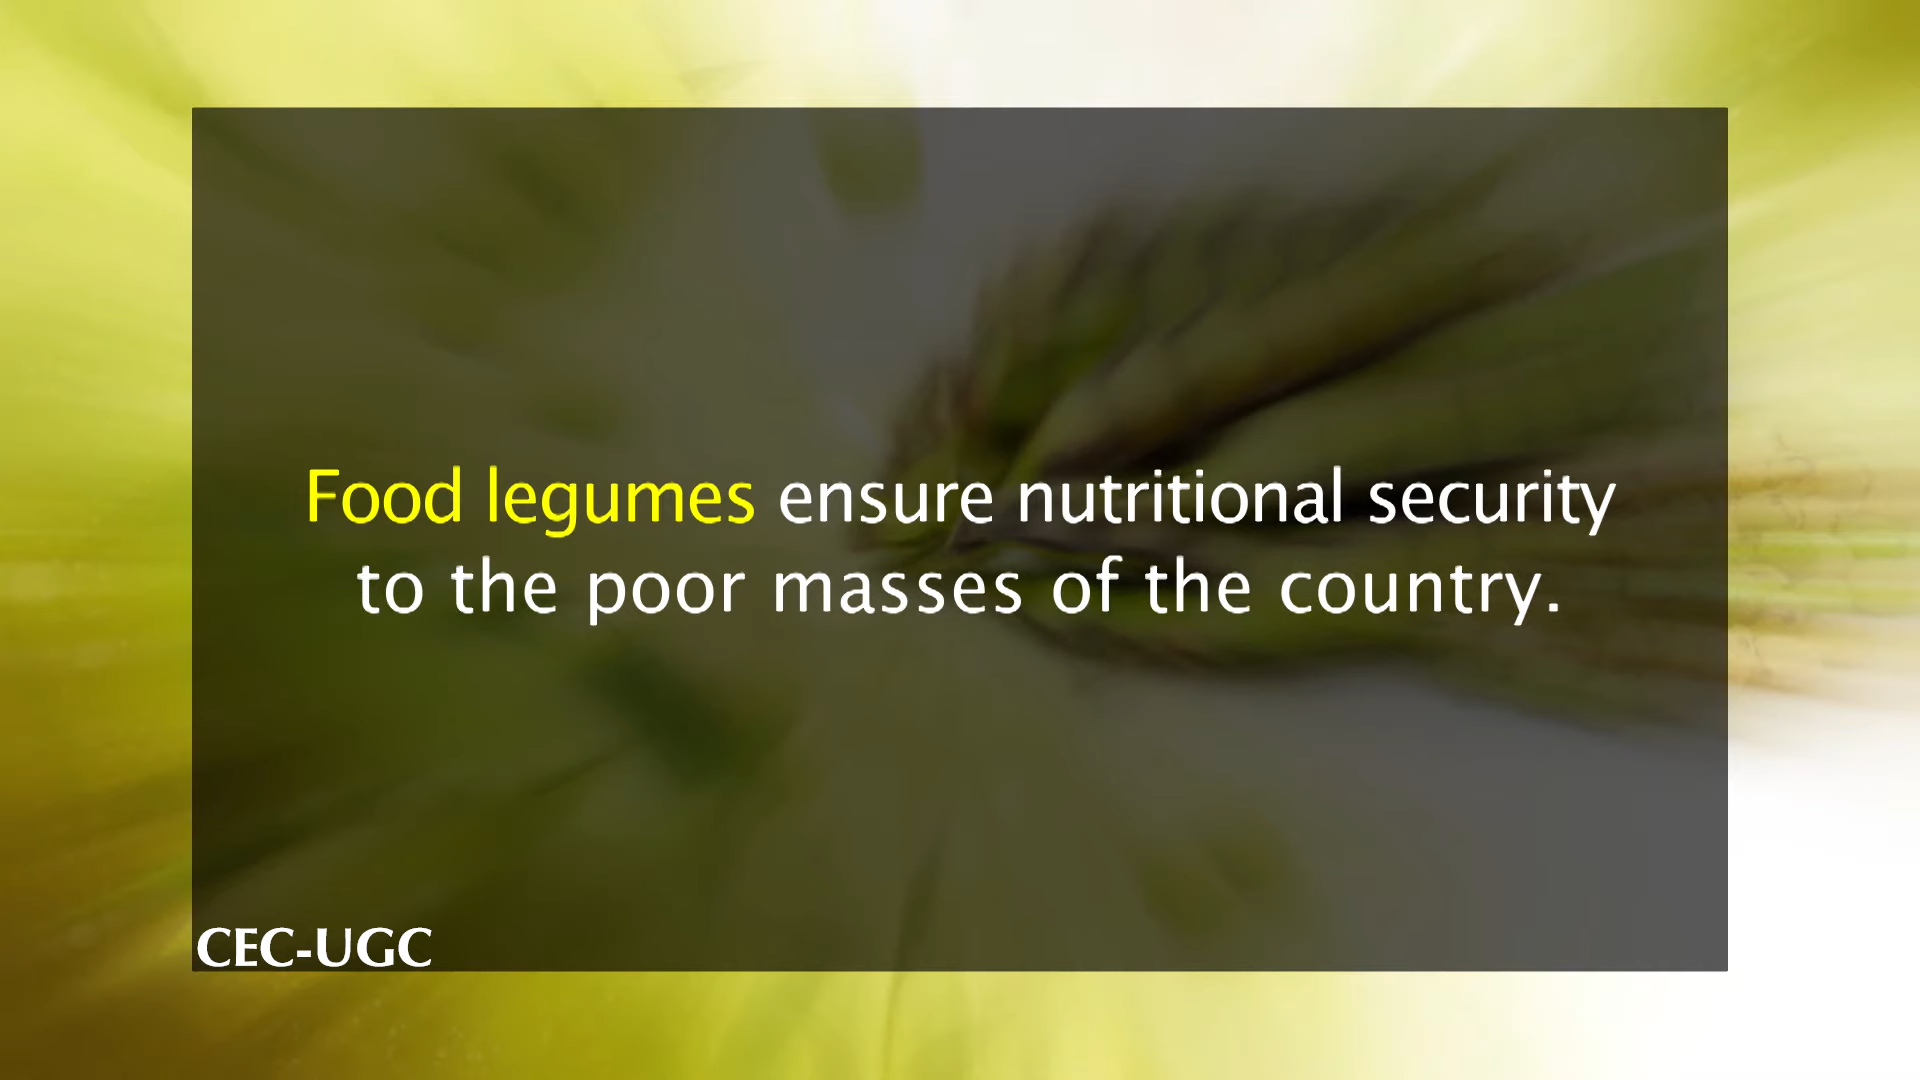 Food legumes ensure nutritional security
to the poor masses of the country.
CEC-UGC